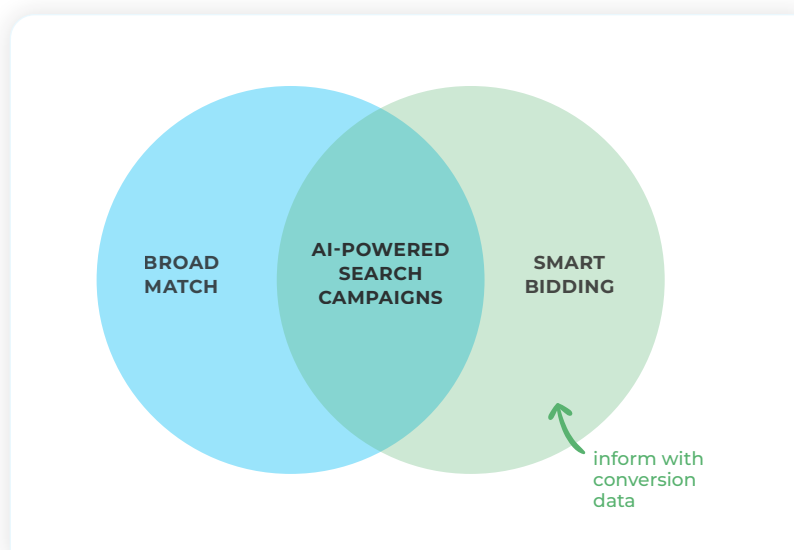 BROAD
MATCH
AI-POWERED
SEARCH
CAMPAIGNS
SMART
BIDDING
inform with
conversion
data